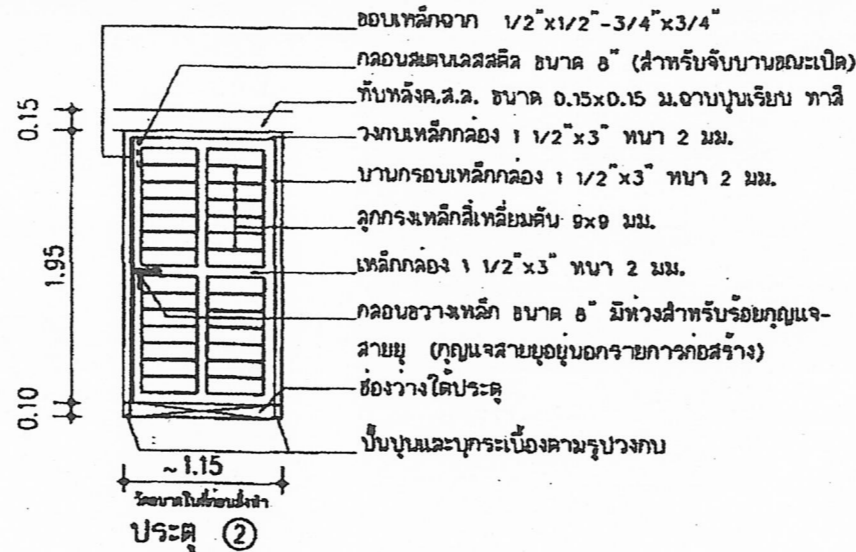 ขอบเหล็กฉาก 1/2"x1/2"-3/4"x3/4"
กลอนสแตนเลสสตีล ขนาด 8" (สำหรับจับบานขณะเปิด)
ทับหลังค.ส.ล. ขนาด 0.15x0.15 ม.ฉาบปูนเรียบ ทาสี
วงกบเหล็กกล่อง 1 1/2"x3" หนา 2 มม.
บานกรอบเหล็กกล่อง 1 1/2"x3" หนา 2 มม.
ลูกกรงเหล็กสี่เหลี่ยมตัน 9x9 มม.
เหล็กกล่อง 1 1/2"x3" หนา 2 มม.
กลอนขวางเหล็ก ขนาด 8" มีห่วงสำหรับร้อยกุญแจ-
สายยู (กุญแจสายยูอยู่นอกรายการก่อสร้าง)
ช่องว่างใต้ประตู
ปั้นปูนและบุกระเบื้องตามรูปวงกบ
0.15
1.95
0.10
~1.15
วัดขนาดในที่ก่อนสั่งทำ
ประตู 2